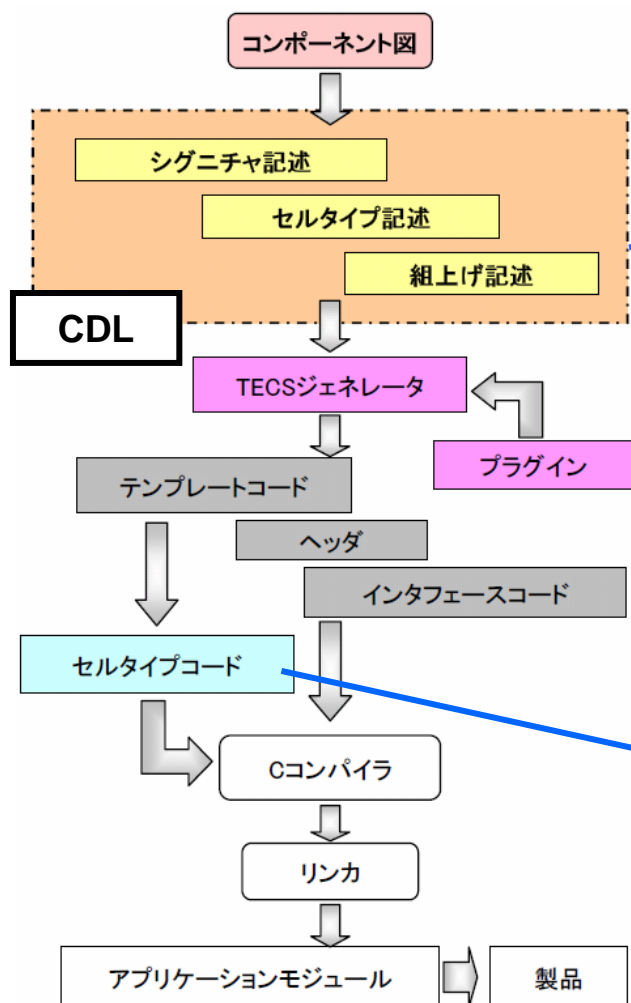 コンポーネント図
シグニチャ記述
セルタイプ記述
組上げ記述
CDL
TECSジェネレータ
プラグイン
テンプレートコード
ヘッダ
インタフェースコード
セルタイプコード
Cコンパイラ
リンカ
アプリケーションモジュール
製品